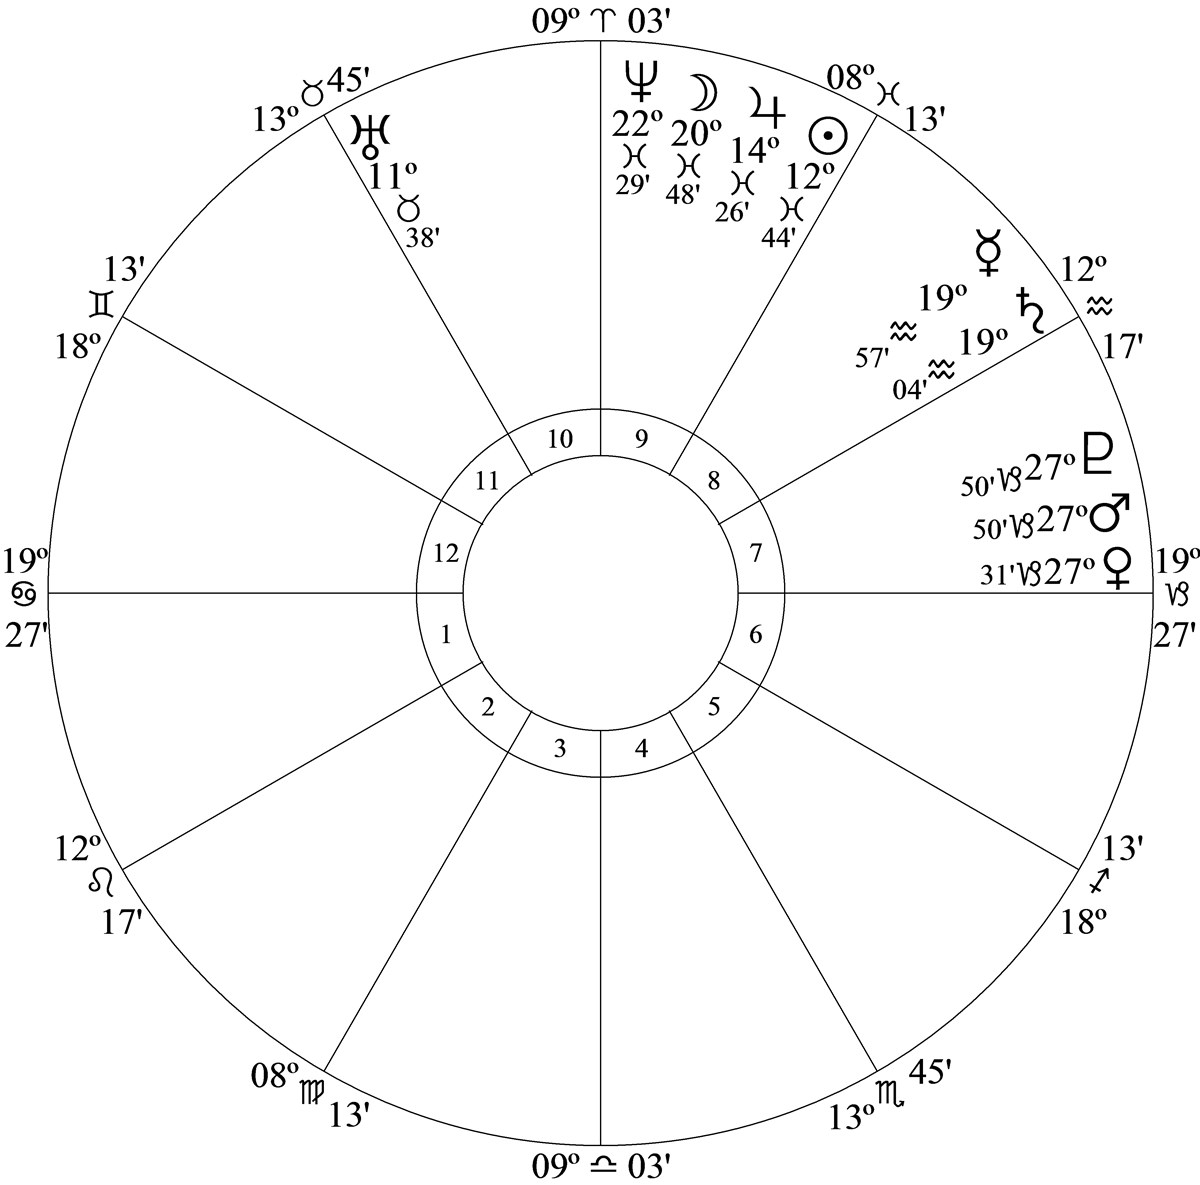 09º ♈ 03'
13º ♉ 45'
08º ♓ 13'
♆ 22º ♓ 29'
☽ 20º ♓ 48'
♃ 14º ♓ 26'
☉ 12º ♓ 44'
♅ 11º ♉ 38'
18º ♊ 13'
12º ♒ 17'
☿ 19º ♒ 57'
♄ 19º ♒ 04'
50' ♑ 27º ♇
50' ♑ 27º ♂
31' ♑ 27º ♀
19º ♋ 27'
19º ♑ 27'
10 9
11 8
12 7
1 6
2 5
3 4
12º ♌ 17'
18º ♐ 13'
08º ♍ 13'
13º ♏ 45'
09º ♎ 03'